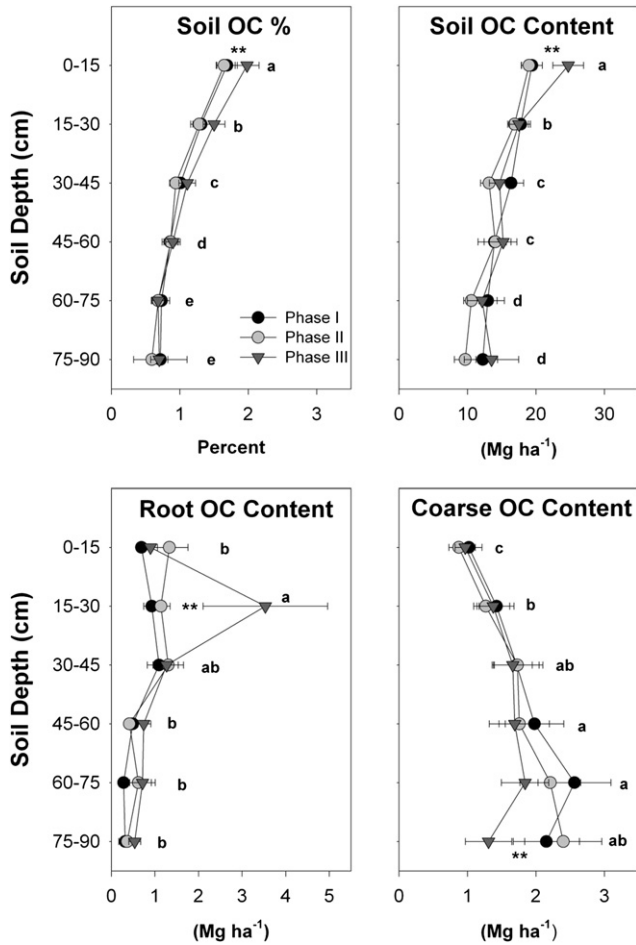 Soil OC %
Soil OC Content
Soil Depth (cm)
0-15
15-30
30-45
45-60
60-75
75-90
**
a
b
c
d
e
e
Phase I
Phase II
Phase III
0 1 2 3
Percent
**
a
b
c
c
d
d
0 10 20 30
(Mg ha⁻¹)
Root OC Content
Coarse OC Content
Soil Depth (cm)
0-15
15-30
30-45
45-60
60-75
75-90
b
a
**
ab
b
b
b
0 1 2 3 4 5
(Mg ha⁻¹)
c
b
ab
a
a
ab
**
0 1 2 3
(Mg ha⁻¹)